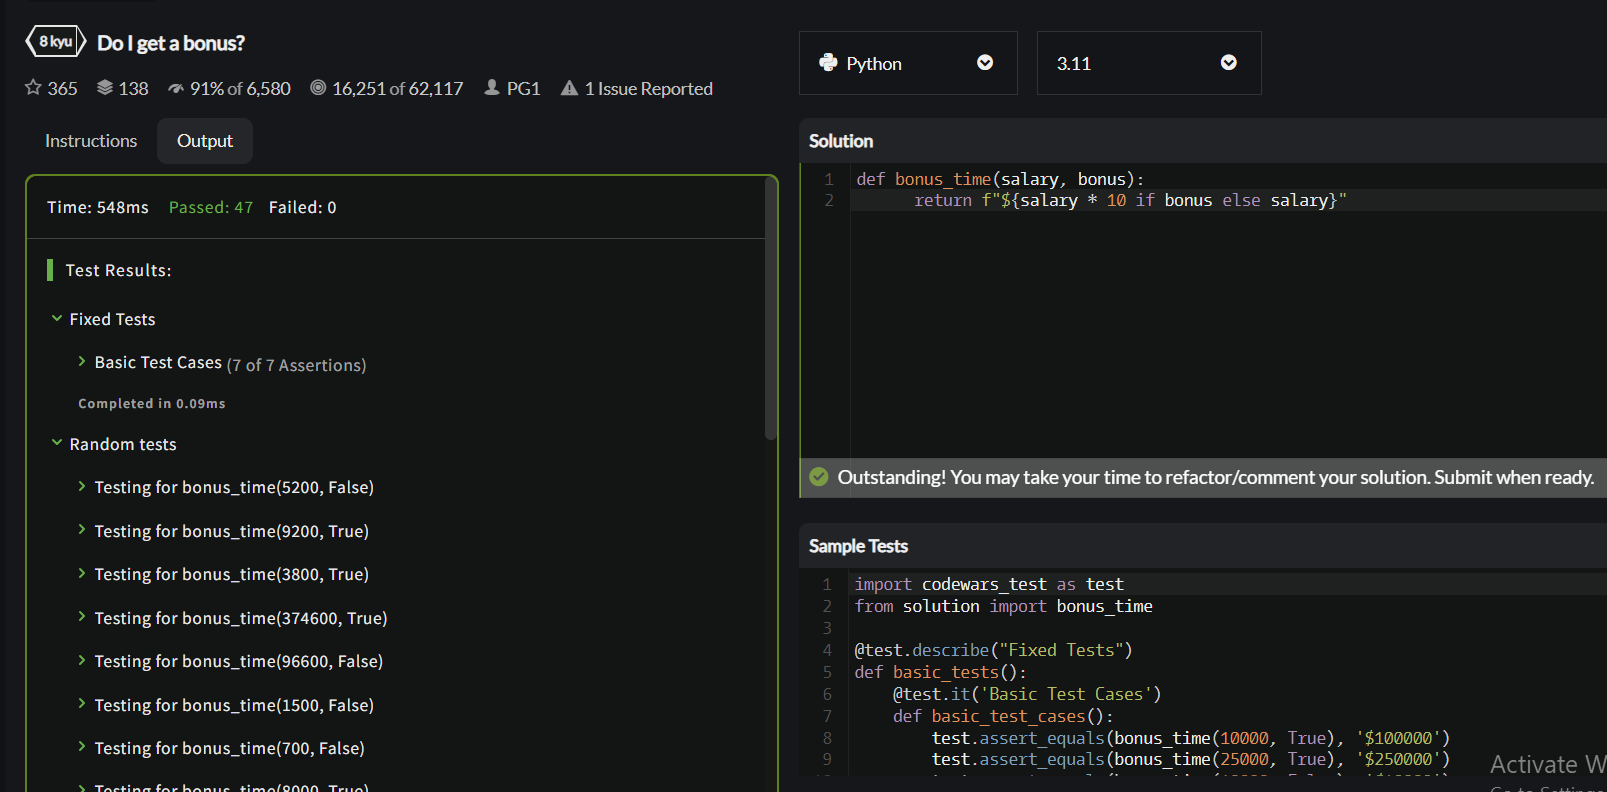 8 kyu Do I get a bonus?
365 138 91% of 6,580 16,251 of 62,117 PG1 1 Issue Reported
Instructions Output
Time: 548ms Passed: 47 Failed: 0
Test Results:
Fixed Tests
Basic Test Cases (7 of 7 Assertions)
Completed in 0.09ms
Random tests
Testing for bonus_time(5200, False)
Testing for bonus_time(9200, True)
Testing for bonus_time(3800, True)
Testing for bonus_time(374600, True)
Testing for bonus_time(96600, False)
Testing for bonus_time(1500, False)
Testing for bonus_time(700, False)
Testing for bonus_time(8000, True)
Python 3.11
Solution
1 def bonus_time(salary, bonus):
2 return f"${salary * 10 if bonus else salary}"
Outstanding! You may take your time to refactor/comment your solution. Submit when ready.
Sample Tests
1 import codewars_test as test
2 from solution import bonus_time
3
4 @test.describe("Fixed Tests")
5 def basic_tests():
6 @test.it('Basic Test Cases')
7 def basic_test_cases():
8 test.assert_equals(bonus_time(10000, True), '$100000')
9 test.assert_equals(bonus_time(25000, True), '$250000')
Activate W